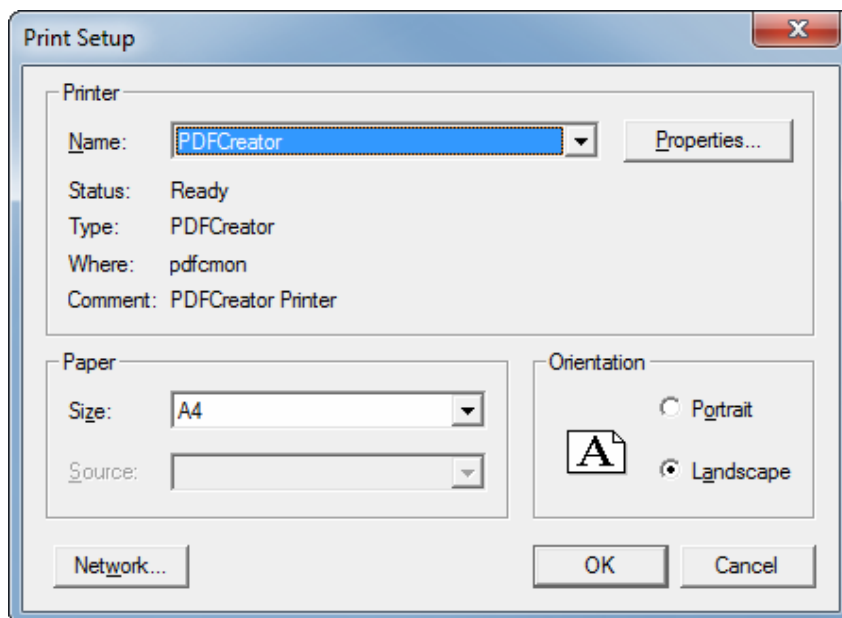 Print Setup
Printer
Name: PDFCreator Properties...
Status: Ready
Type: PDFCreator
Where: pdfcmon
Comment: PDFCreator Printer
Paper
Size: A4
Source:
Orientation
A
Portrait
Landscape
Network... OK Cancel